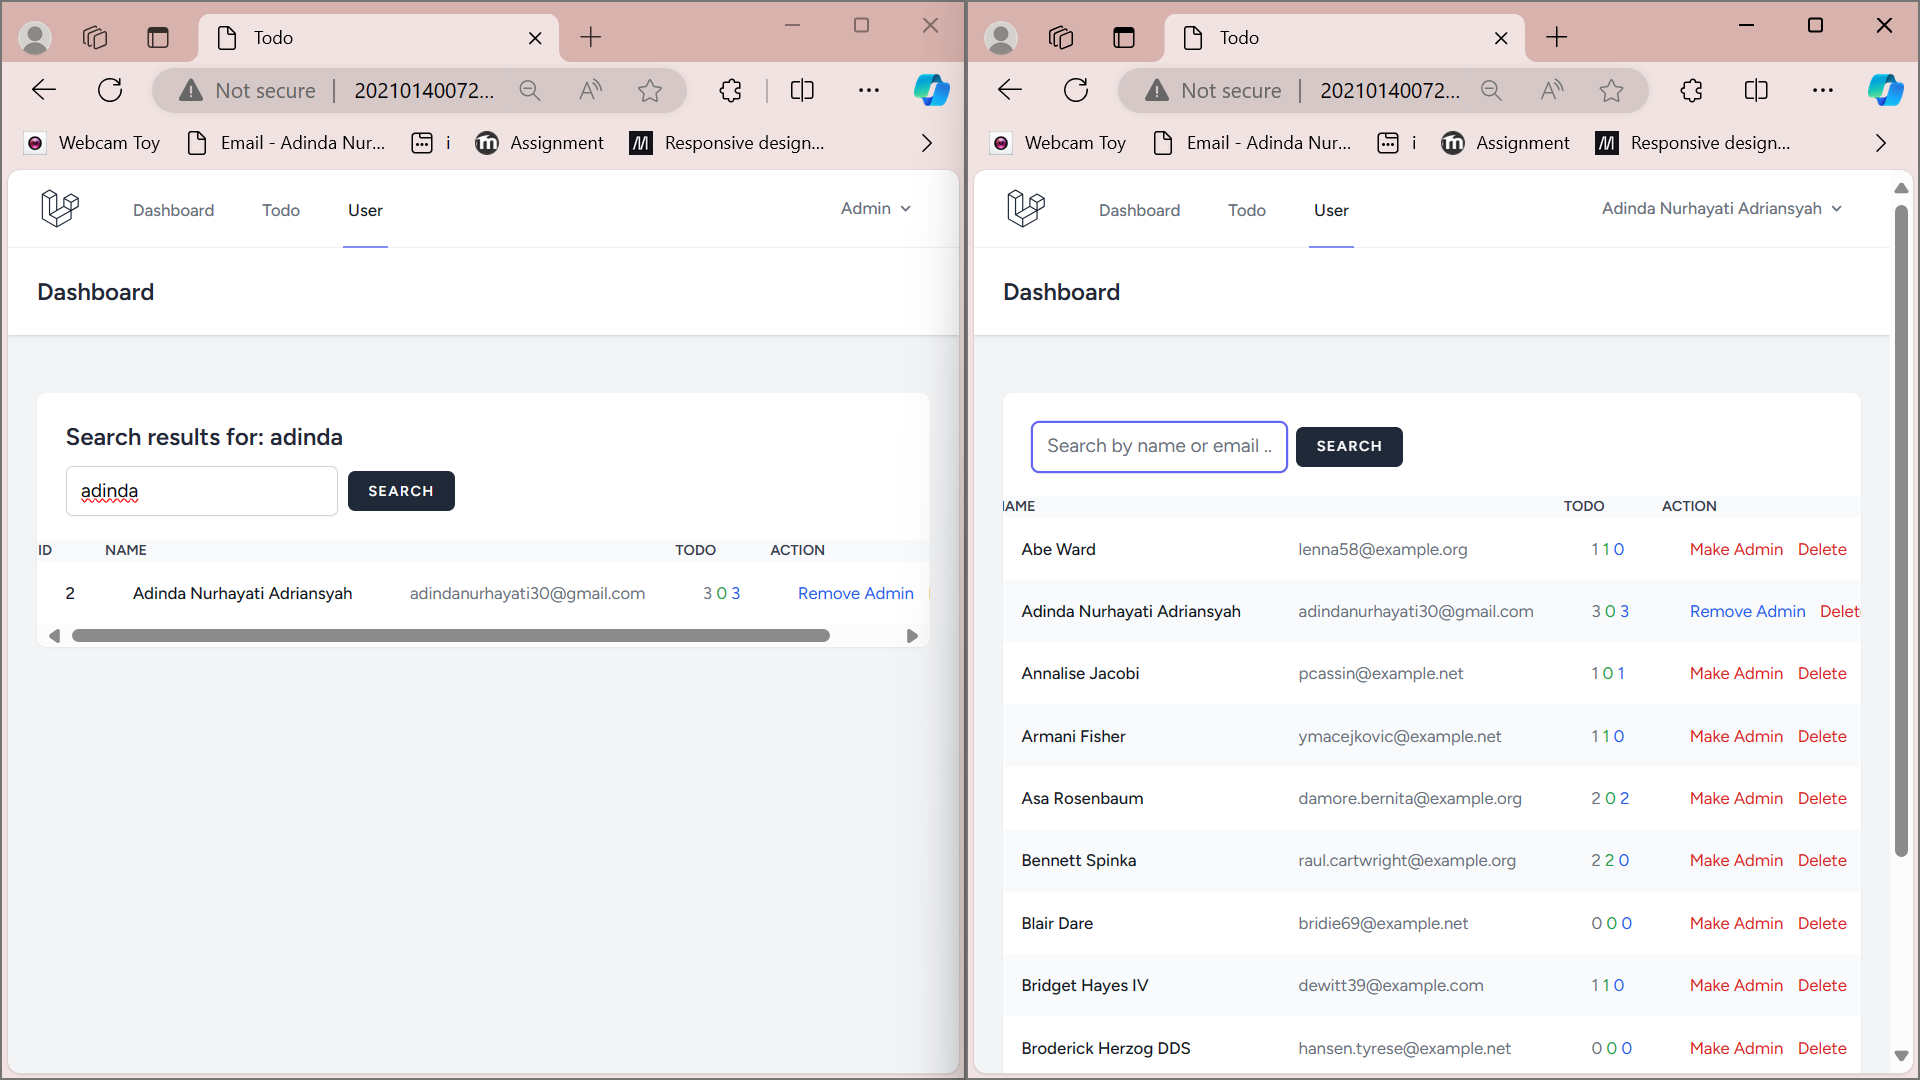 Todo
Not secure | 20210140072...
Webcam Toy Email - Adinda Nur... i Assignment Responsive design...
Dashboard Todo User Admin
Dashboard
Search results for: adinda
adinda SEARCH
ID NAME TODO ACTION
2 Adinda Nurhayati Adriansyah adindanurhayati30@gmail.com 3 0 3 Remove Admin
Todo
Not secure | 20210140072...
Webcam Toy Email - Adinda Nur... i Assignment Responsive design...
Dashboard Todo User Adinda Nurhayati Adriansyah
Dashboard
Search by name or email .. SEARCH
AME TODO ACTION
Abe Ward lenna58@example.org 1 1 0 Make Admin Delete
Adinda Nurhayati Adriansyah adindanurhayati30@gmail.com 3 0 3 Remove Admin Delet
Annalise Jacobi pcassin@example.net 1 0 1 Make Admin Delete
Armani Fisher ymacejkovic@example.net 1 1 0 Make Admin Delete
Asa Rosenbaum damore.bernita@example.org 2 0 2 Make Admin Delete
Bennett Spinka raul.cartwright@example.org 2 2 0 Make Admin Delete
Blair Dare bridie69@example.net 0 0 0 Make Admin Delete
Bridget Hayes IV dewitt39@example.com 1 1 0 Make Admin Delete
Broderick Herzog DDS hansen.tyrese@example.net 0 0 0 Make Admin Delete